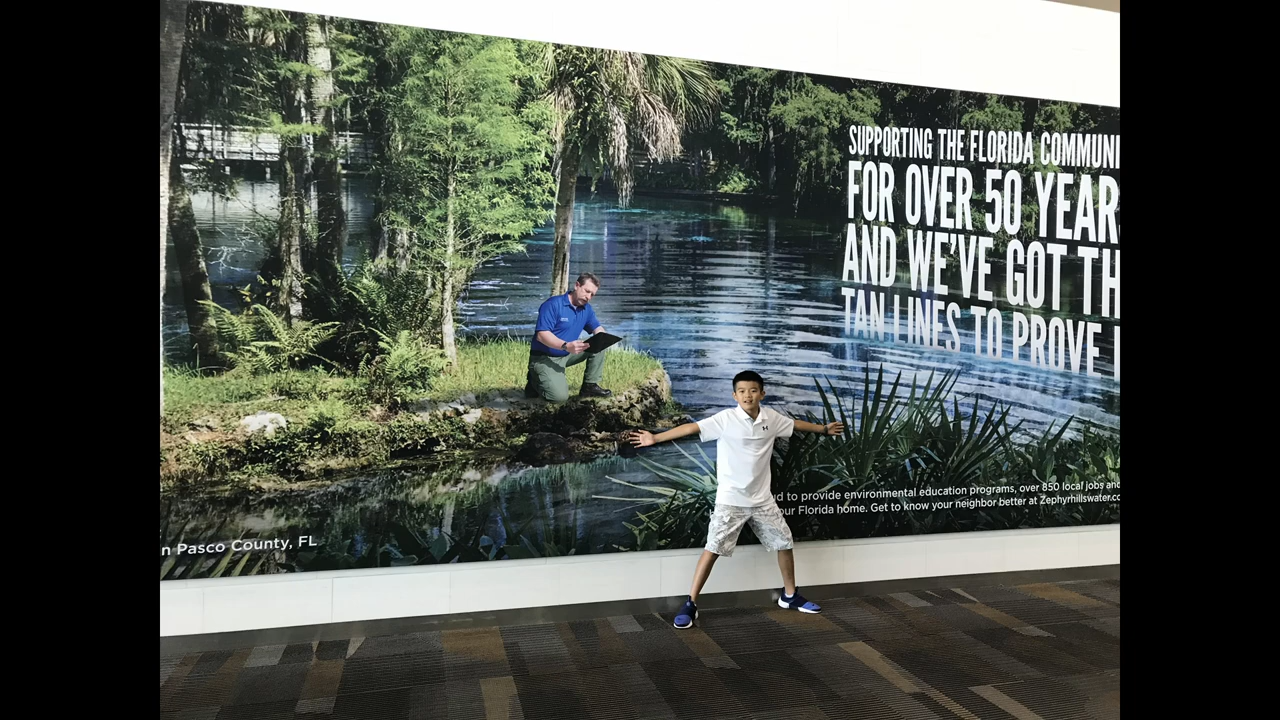 SUPPORTING THE FLORIDA COMMUNI
FOR OVER 50 YEAR
AND WE'VE GOT TH
TAN LINES TO PROVE
ud to provide environmental education programs, over 850 local jobs and
our Florida home. Get to know your neighbor better at Zephyrhillswater.co
n Pasco County, FL